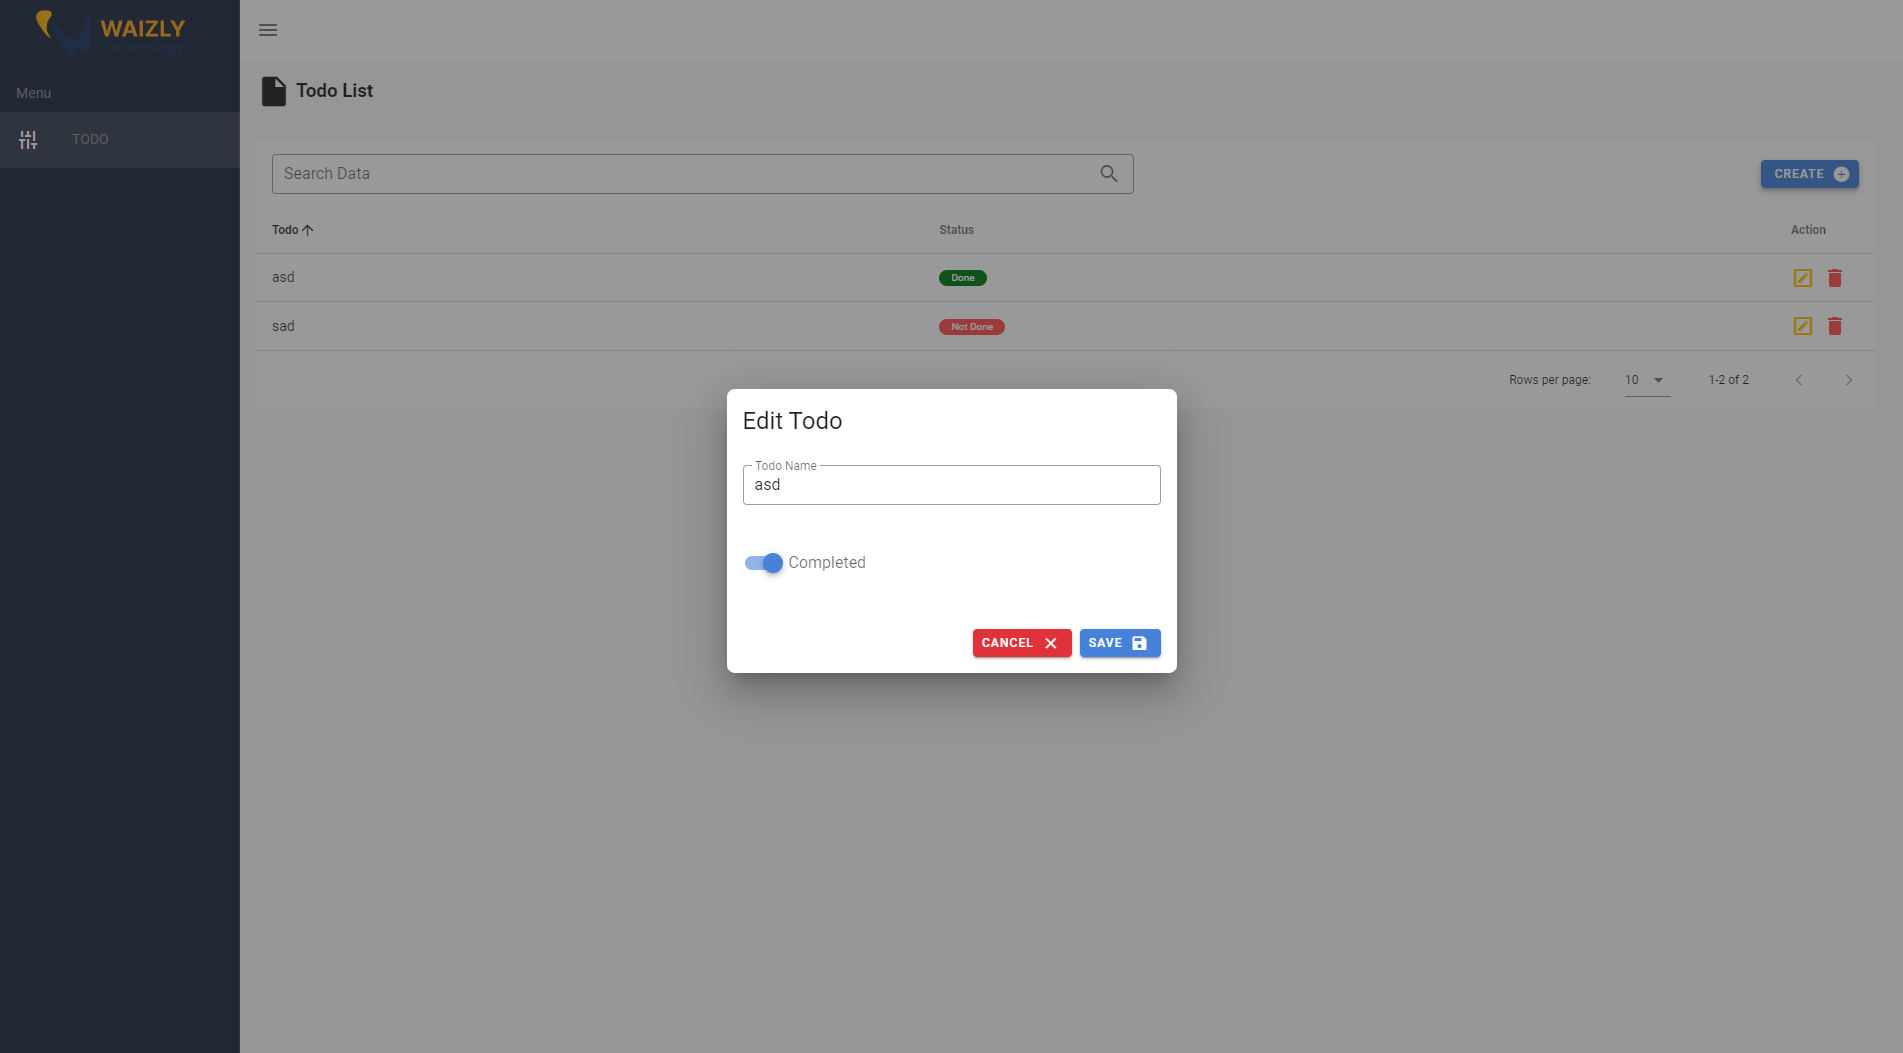 WAIZLY
Technology
Menu
TODO
Todo List
Search Data
CREATE
Todo Status Action
asd Done
sad Not Done
Rows per page: 10 1-2 of 2
Edit Todo
Todo Name
asd
Completed
CANCEL SAVE